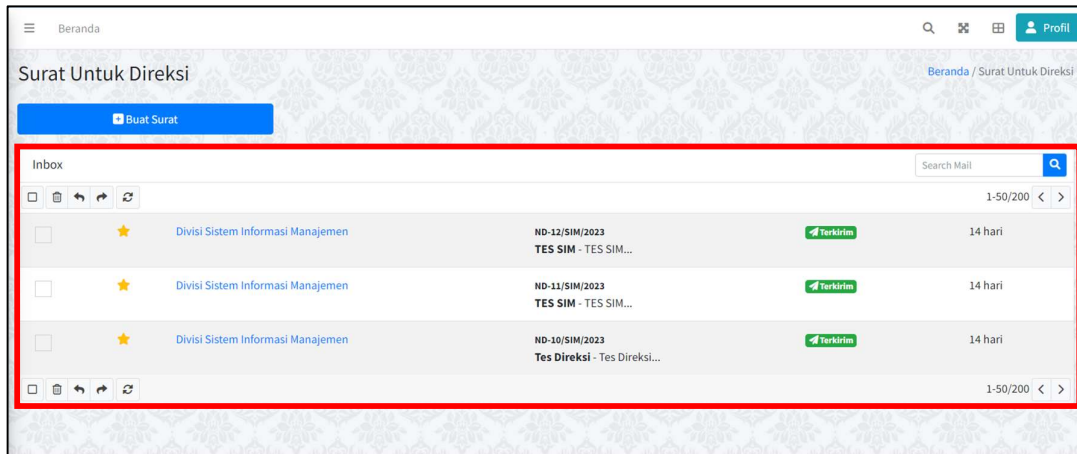 Beranda
Profil
Surat Untuk Direksi
Beranda / Surat Untuk Direksi
Buat Surat
Inbox
Search Mail
1-50/200
Divisi Sistem Informasi Manajemen
ND-12/SIM/2023
TES SIM - TES SIM...
Terkirim
14 hari
Divisi Sistem Informasi Manajemen
ND-11/SIM/2023
TES SIM - TES SIM...
Terkirim
14 hari
Divisi Sistem Informasi Manajemen
ND-10/SIM/2023
Tes Direksi - Tes Direksi...
Terkirim
14 hari
1-50/200